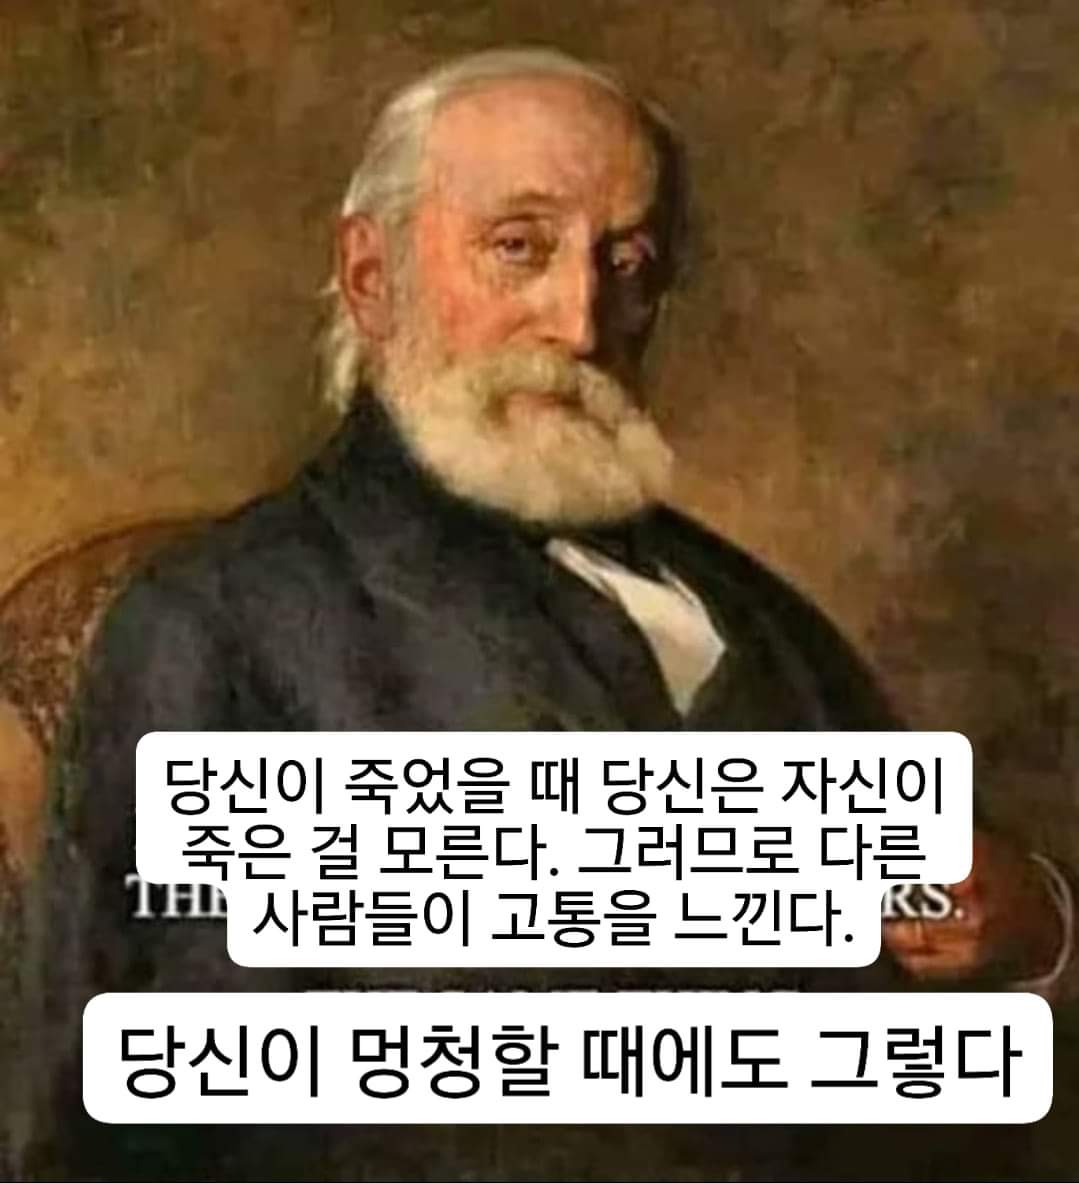 당신이 죽었을 때 당신은 자신이
죽은 걸 모른다. 그러므로 다른
사람들이 고통을 느낀다.
당신이 멍청할 때에도 그렇다